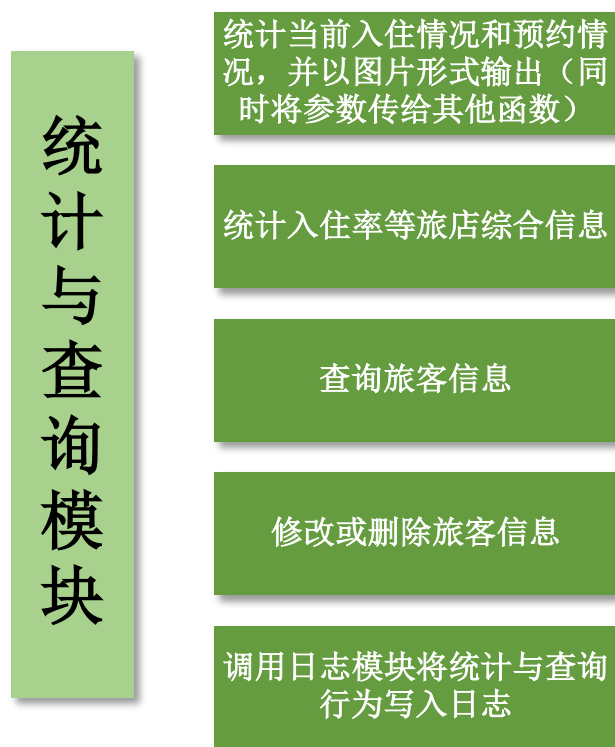 统计与查询模块
统计当前入住情况和预约情
况，并以图片形式输出（同
时将参数传给其他函数）
统计入住率等旅店综合信息
查询旅客信息
修改或删除旅客信息
调用日志模块将统计与查询
行为写入日志